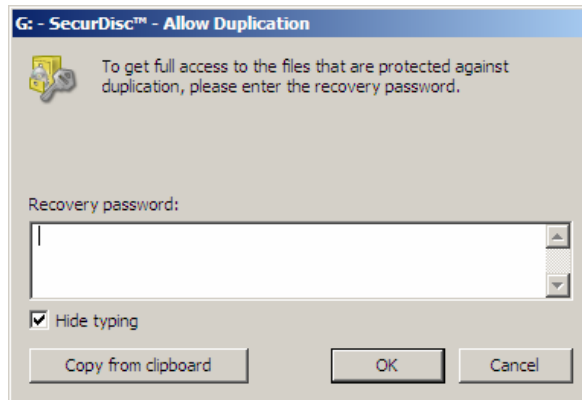 G: - SecurDisc™ - Allow Duplication
To get full access to the files that are protected against
duplication, please enter the recovery password.
Recovery password:
Hide typing
Copy from clipboard OK Cancel